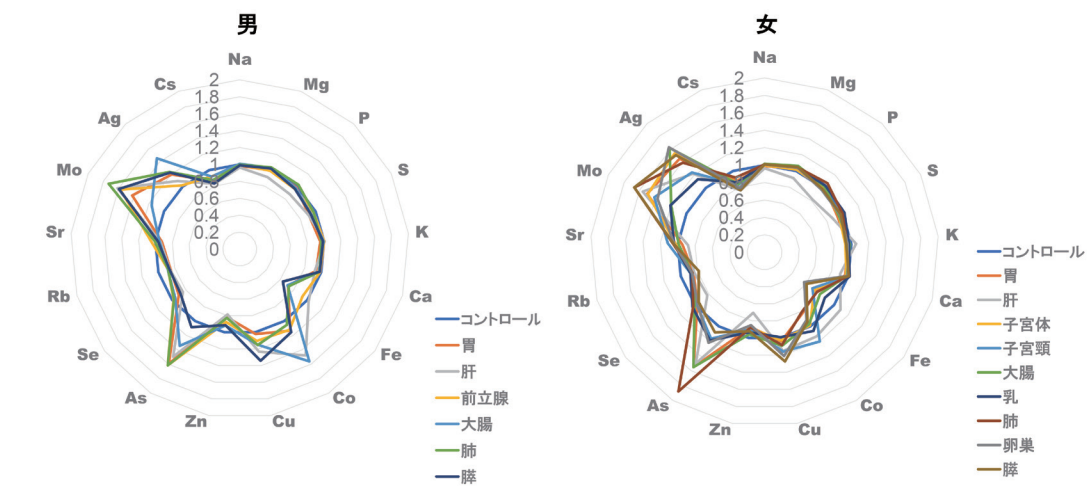 男
Na
Mg
P
S
K
Ca
Fe
Co
Cu
Zn
As
Se
Rb
Sr
Mo
Ag
Cs
2
1.8
1.6
1.4
1.2
1
0.8
0.6
0.4
0.2
0
コントロール
胃
肝
前立腺
大腸
肺
膵
女
Na
Mg
P
S
K
Ca
Fe
Co
Cu
Zn
As
Se
Rb
Sr
Mo
Ag
Cs
2
1.8
1.6
1.4
1.2
1
0.8
0.6
0.4
0.2
0
コントロール
胃
肝
子宮体
子宮頸
大腸
乳
肺
卵巣
膵